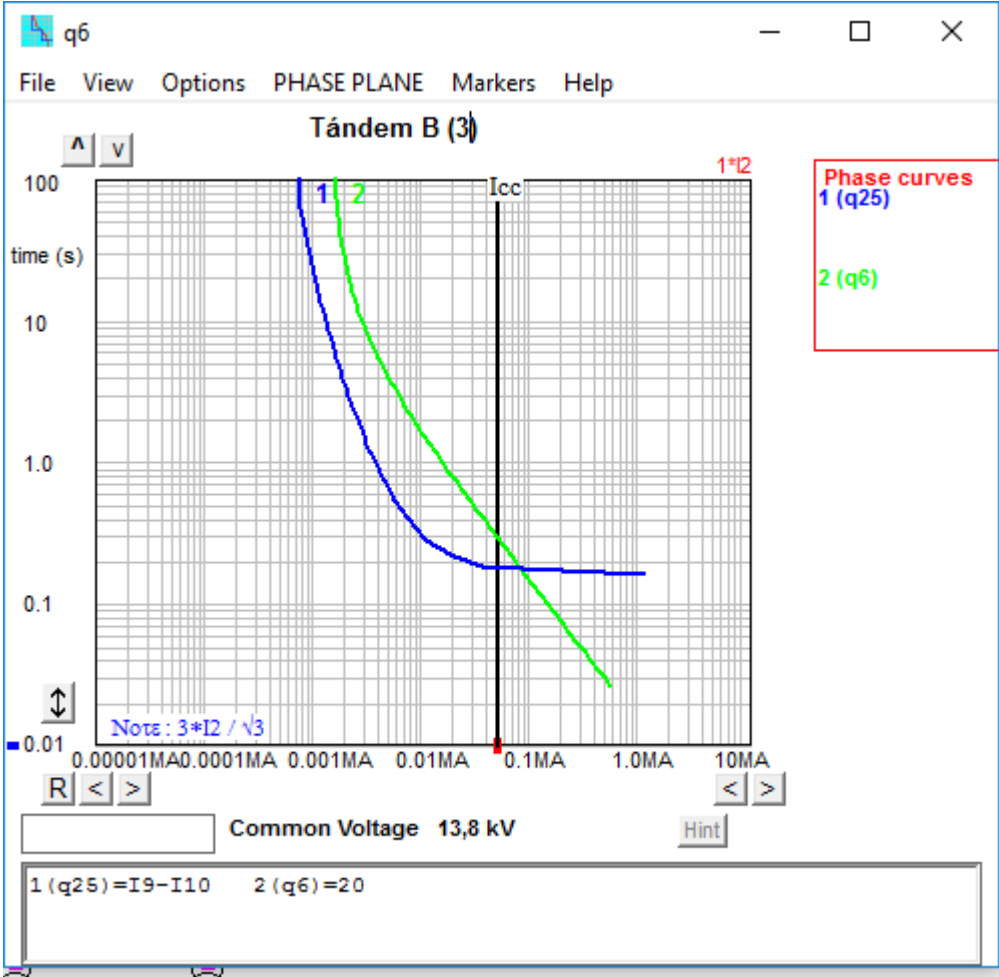 q6
File View Options PHASE PLANE Markers Help
Tándem B (3)
^ v
1*I2
100
1 2
Icc
Phase curves
1 (q25)
time (s)
2 (q6)
10
1.0
0.1
Νοτε : 3*I2 / √3
0.01
0.00001MA 0.0001MA 0.001MA 0.01MA 0.1MA 1.0MA 10MA
R < > < >
Common Voltage 13,8 kV
Hint
1(q25)=I9-I10 2(q6)=20